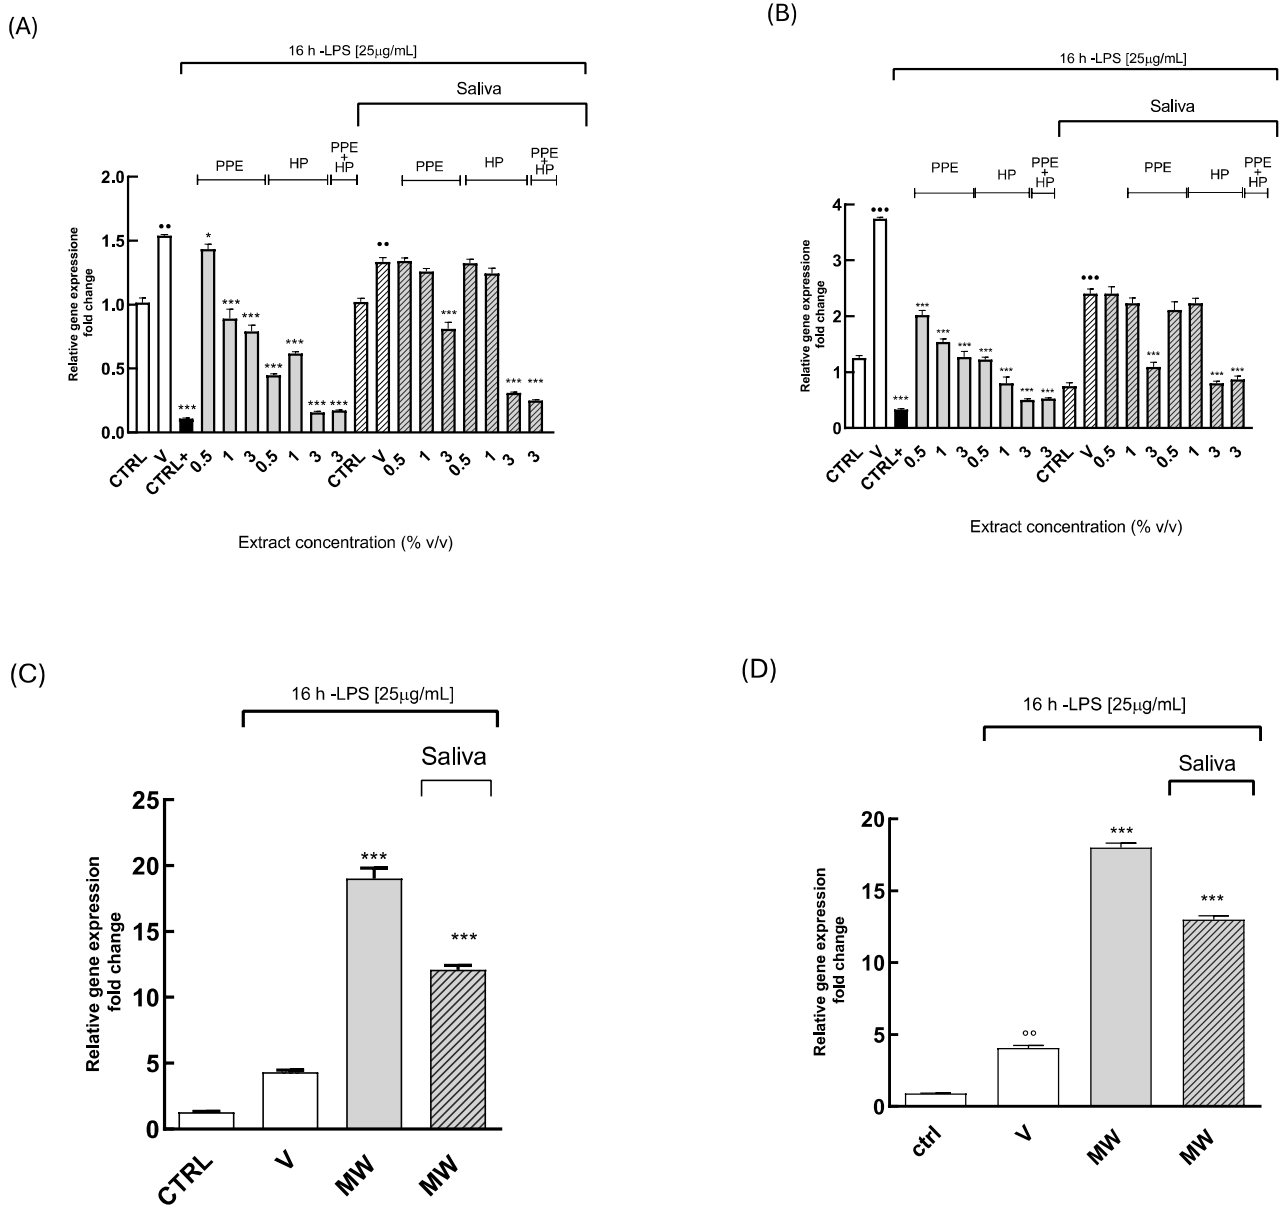 (A)
16 h -LPS [25µg/mL]
Saliva
PPE
HP
PPE
+
HP
PPE
HP
PPE
+
HP
Relative gene expressione
fold change
2.0
1.5
1.0
0.5
0.0
••
*
***
***
***
***
***
***
***
••
***
***
***
CTRL
V
CTRL+
0.5
1
3
0.5
1
3
3
CTRL
V
0.5
1
3
0.5
1
3
3
Extract concentration (% v/v)
(B)
16 h -LPS [25µg/mL]
Saliva
PPE
HP
PPE
+
HP
PPE
HP
PPE
+
HP
Relative gene expressione
fold change
4
3
2
1
0
•••
***
***
***
***
***
***
***
***
•••
***
***
***
CTRL
V
CTRL+
0.5
1
3
0.5
1
3
3
CTRL
V
0.5
1
3
0.5
1
3
3
Extract concentration (% v/v)
(C)
16 h -LPS [25µg/mL]
Saliva
Relative gene expression
fold change
25
20
15
10
5
0
***
***
CTRL
V
MW
MW
(D)
16 h -LPS [25µg/mL]
Saliva
Relative gene expression
fold change
20
15
10
5
0
°°
***
***
ctrl
V
MW
MW